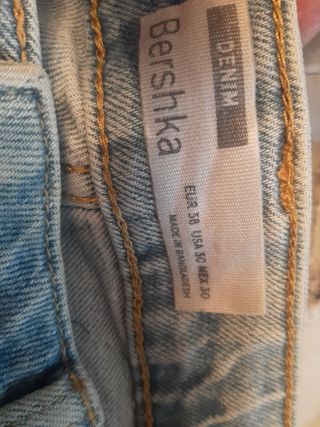 DENIM
Bershka
EUR 38 USA 30 MEX 30
MADE IN BANGLADESH